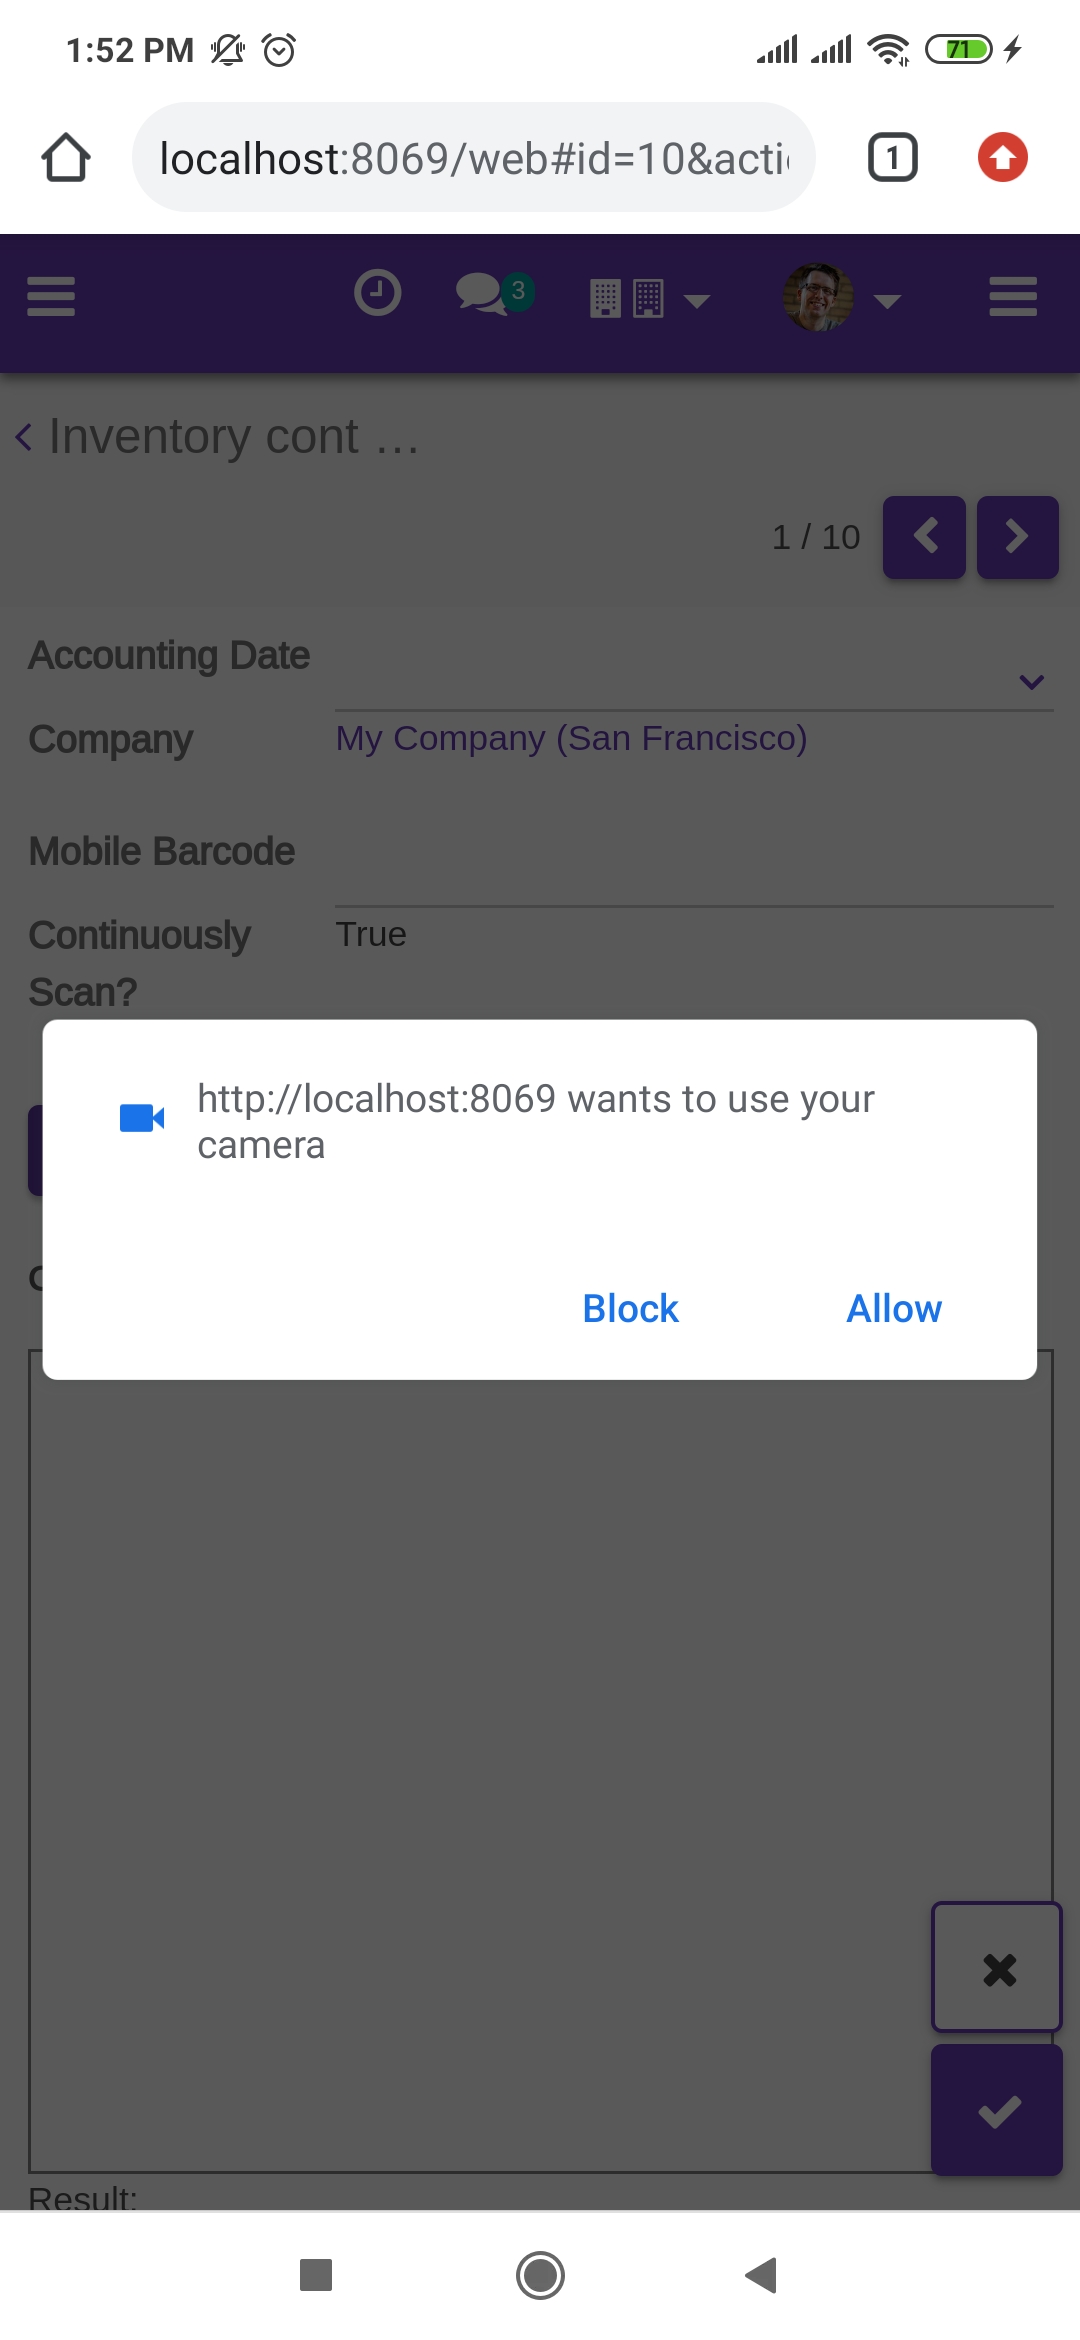 1:52 PM
71
localhost:8069/web#id=10&acti
1
3
Inventory cont ...
1 / 10
Accounting Date
Company
My Company (San Francisco)
Mobile Barcode
Continuously
Scan?
True
http://localhost:8069 wants to use your
camera
Block
Allow
Result: